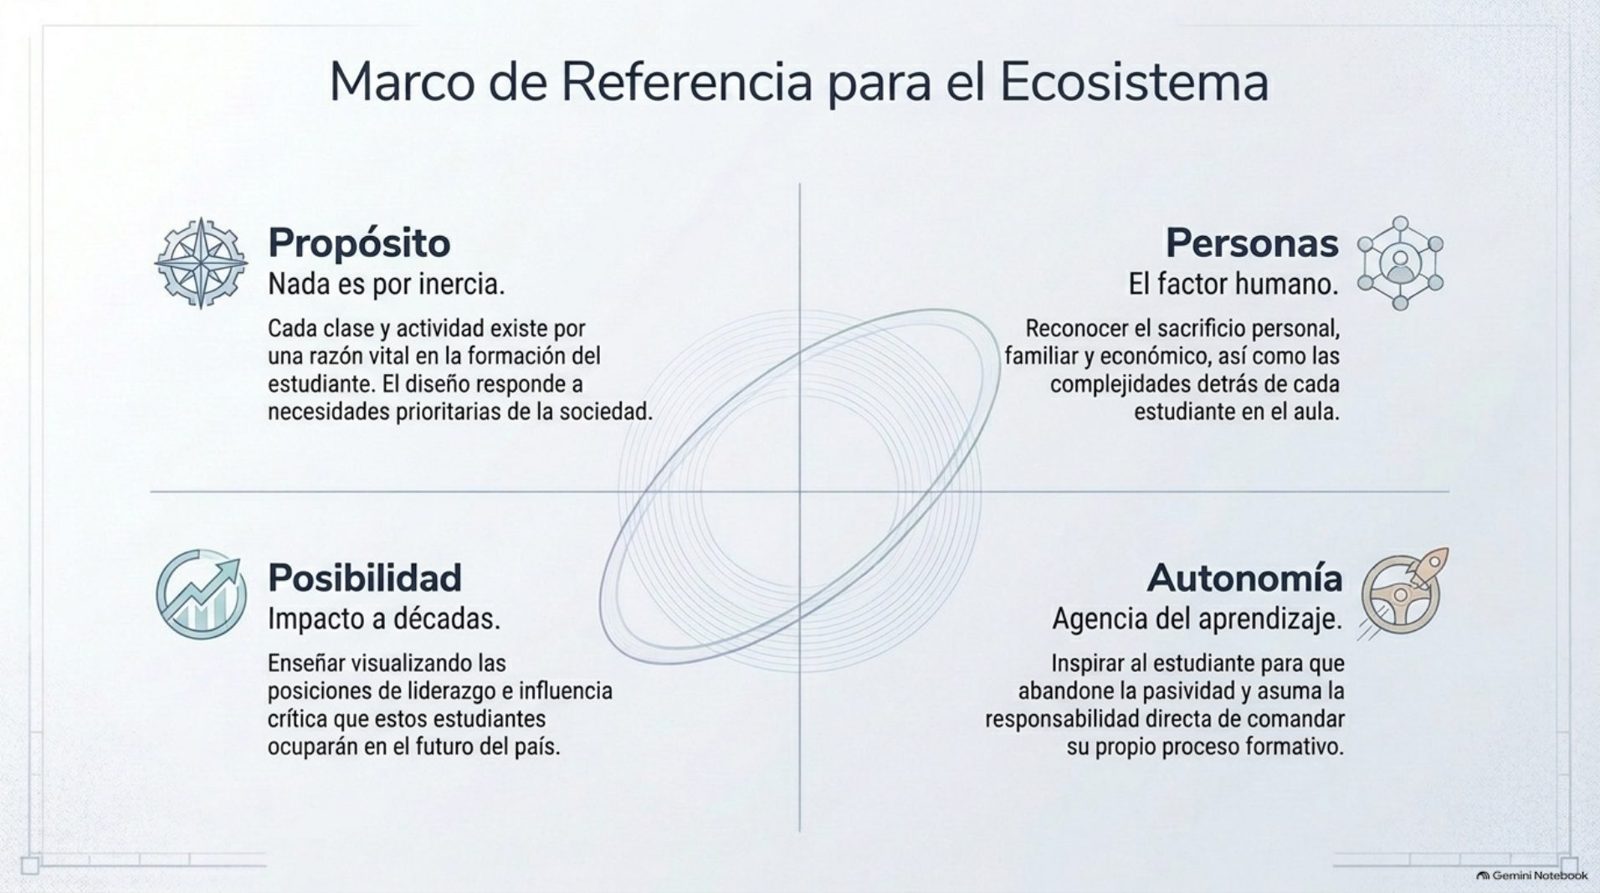 Marco de Referencia para el Ecosistema
Propósito
Nada es por inercia.
Cada clase y actividad existe por
una razón vital en la formación del
estudiante. El diseño responde a
necesidades prioritarias de la sociedad.
Personas
El factor humano.
Reconocer el sacrificio personal,
familiar y económico, así como las
complejidades detrás de cada
estudiante en el aula.
Posibilidad
Impacto a décadas.
Enseñar visualizando las
posiciones de liderazgo e influencia
crítica que estos estudiantes
ocuparán en el futuro del país.
Autonomía
Agencia del aprendizaje.
Inspirar al estudiante para que
abandone la pasividad y asuma la
responsabilidad directa de comandar
su propio proceso formativo.
Gemini Notebook